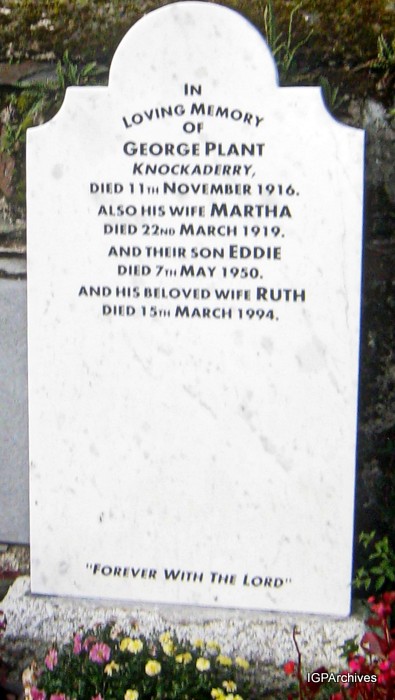 IN
LOVING MEMORY
OF
GEORGE PLANT
KNOCKADERRY,
DIED 11TH NOVEMBER 1916.
ALSO HIS WIFE MARTHA
DIED 22ND MARCH 1919.
AND THEIR SON EDDIE
DIED 7TH MAY 1950.
AND HIS BELOVED WIFE RUTH
DIED 15TH MARCH 1994.
"FOREVER WITH THE LORD"
IGPArchives